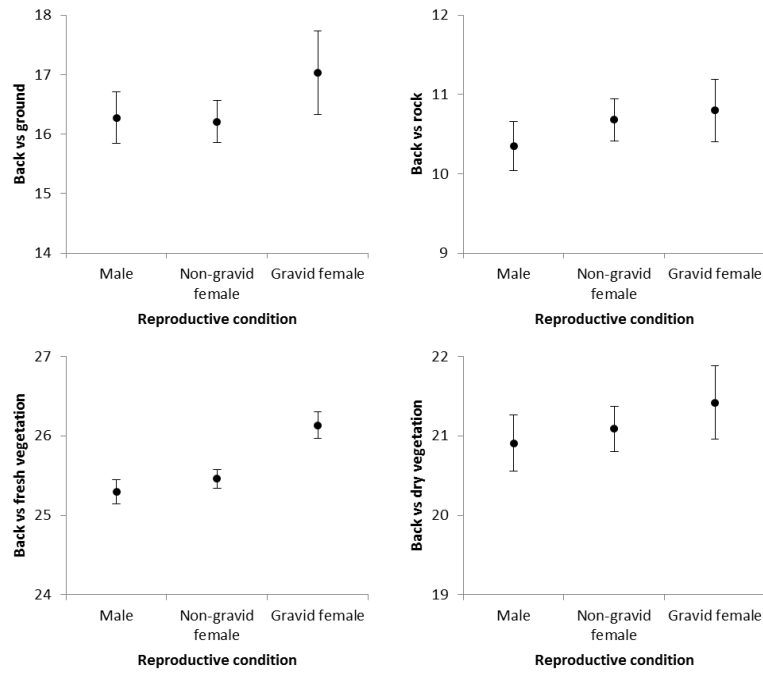 Back vs ground
18
17
16
15
14
Male
Non-gravid
female
Gravid female
Reproductive condition
Back vs rock
11
10
9
Male
Non-gravid
female
Gravid female
Reproductive condition
Back vs fresh vegetation
27
26
25
24
Male
Non-gravid
female
Gravid female
Reproductive condition
Back vs dry vegetation
22
21
20
19
Male
Non-gravid
female
Gravid female
Reproductive condition